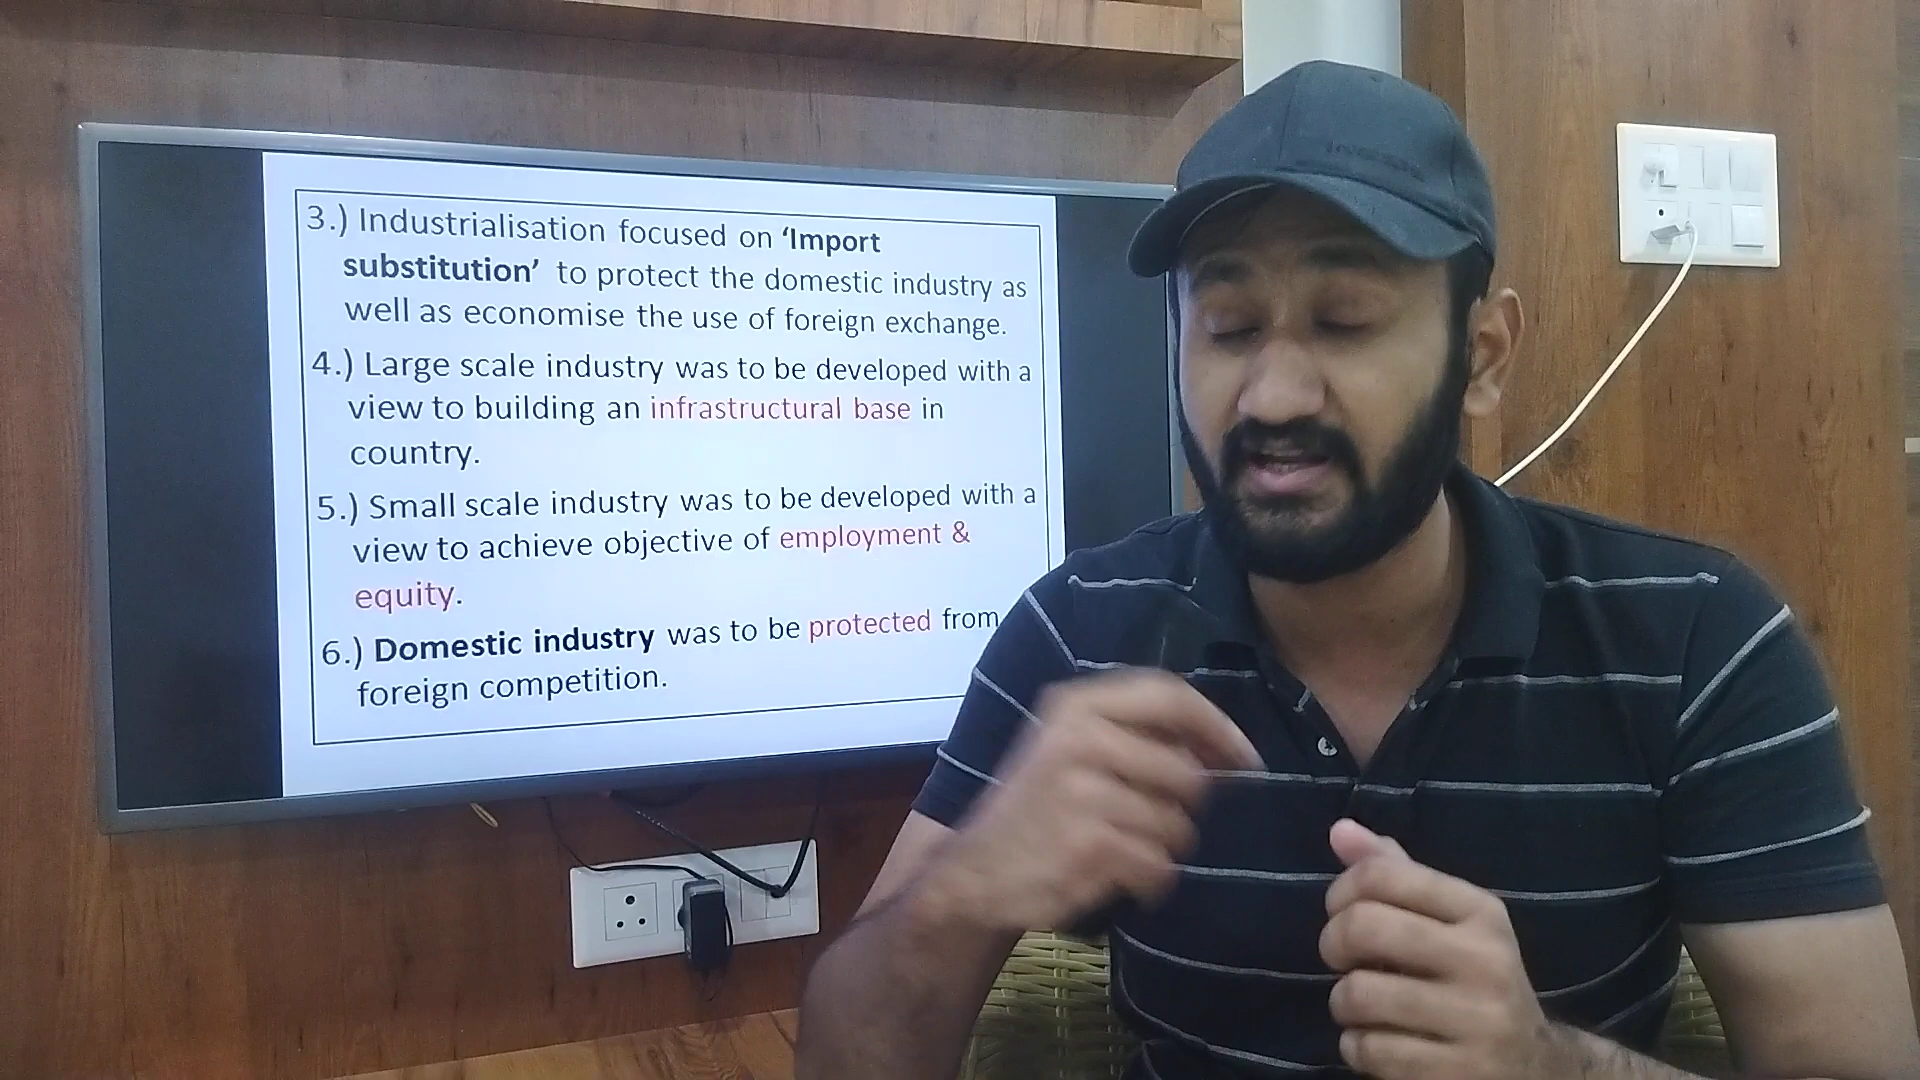 3.) Industrialisation focused on ‘Import
substitution’ to protect the domestic industry as
well as economise the use of foreign exchange.
4.) Large scale industry was to be developed with a
view to building an infrastructural base in
country.
5.) Small scale industry was to be developed with a
view to achieve objective of employment &
equity.
6.) Domestic industry was to be protected from
foreign competition.